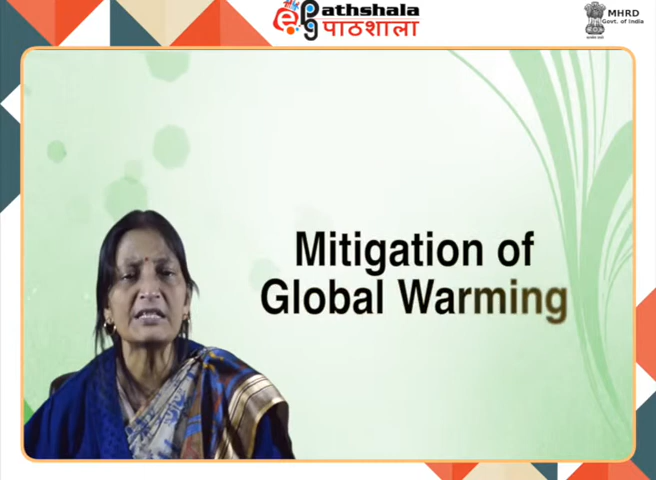 ePathshala
पाठशाला
MHRD
Govt. of India
Mitigation of
Global Warming